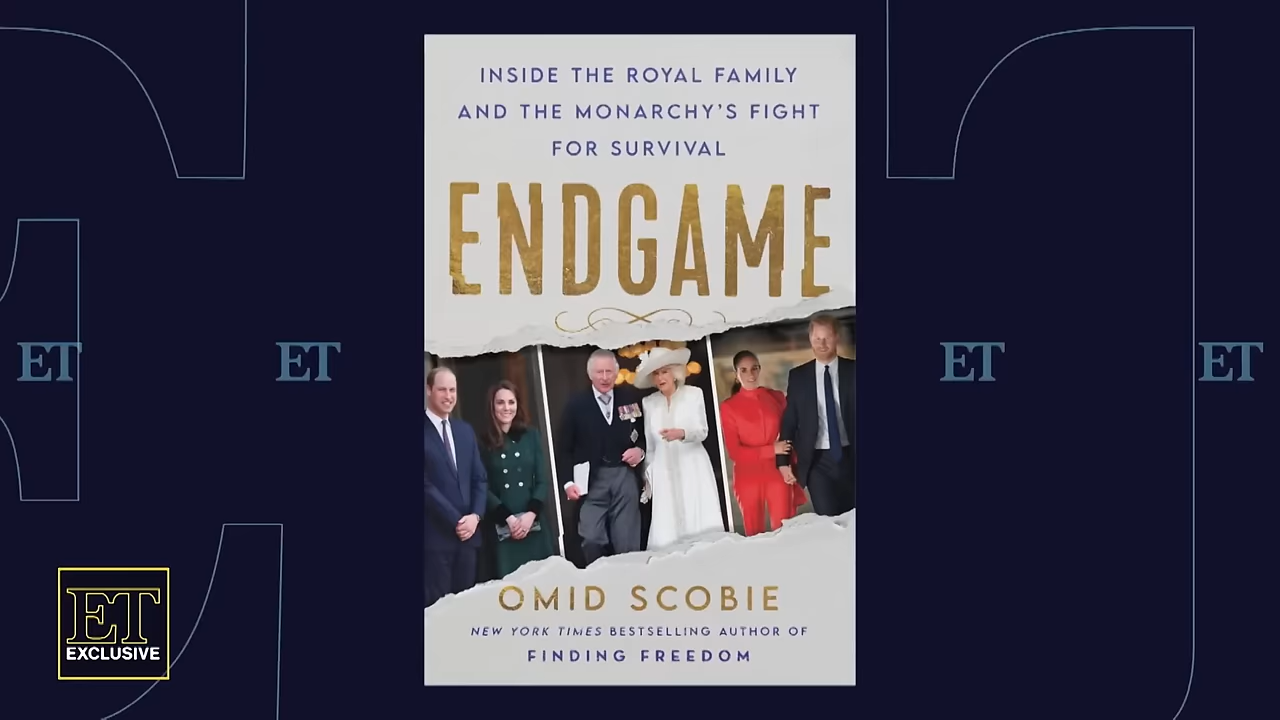 INSIDE THE ROYAL FAMILY
AND THE MONARCHY'S FIGHT
FOR SURVIVAL
ENDGAME
OMID SCOBIE
NEW YORK TIMES BESTSELLING AUTHOR OF
FINDING FREEDOM
ET
ET
ET
ET
ET
EXCLUSIVE